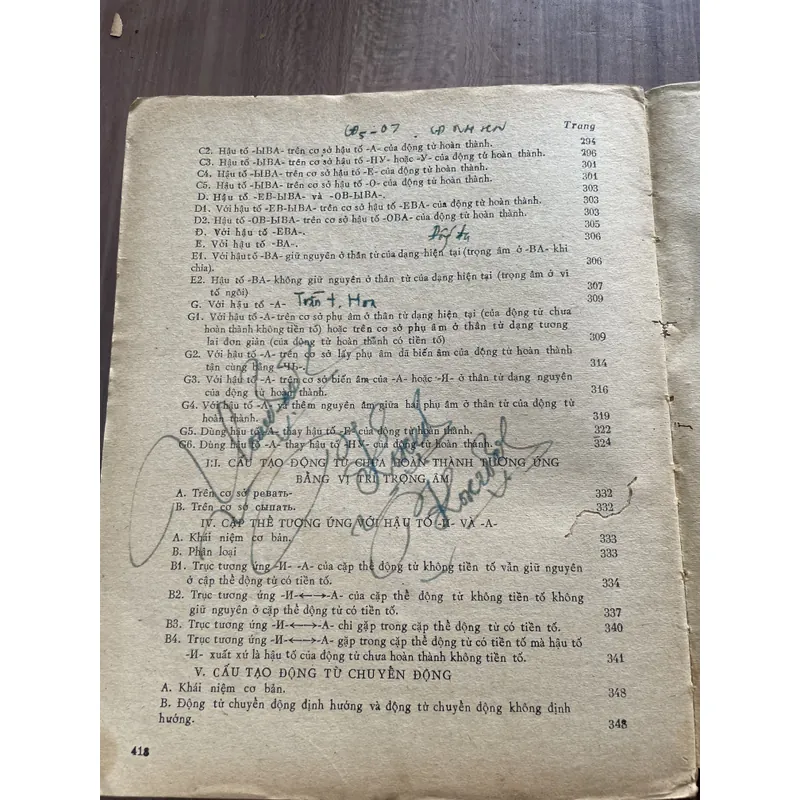 Trang
C2. Hậu tố -ЫВА- trên cơ sở hậu tố -А- của động từ hoàn thành. 294
C3. Hậu tố -ЫВА- trên cơ sở hậu tố -НУ- hoặc -У- của động từ hoàn thành. 296
C4. Hậu tố -ЫВА- trên cơ sở hậu tố -Е- của động từ hoàn thành. 301
C5. Hậu tố -ЫВА- trên cơ sở hậu tố -О- của động từ hoàn thành. 301
D. Hậu tố -ЕВ-ЫВА- và -ОВ-ЫВА-. 303
D1. Với hậu tố -ЕВ-ЫВА- trên cơ sở hậu tố -ЕВА- của động từ hoàn thành. 303
D2. Hậu tố -ОВ-ЫВА- trên cơ sở hậu tố -ОВА- của động từ hoàn thành. 303
Đ. Với hậu tố -ЕВА-. 305
E. Với hậu tố -ВА-. 306
E1. Với hậu tố -ВА- giữ nguyên ở thân từ của dạng hiện tại (trọng âm ở -ВА- khi
chia). 306
E2. Hậu tố -ВА- không giữ nguyên ở thân từ của dạng hiện tại (trọng âm ở vĩ
tố ngôi) 307
G. Với hậu tố -А- Trần t. Hoa 309
G1. Với hậu tố -А- trên cơ sở phụ âm ở thân từ dạng hiện tại (của động từ chưa
hoàn thành không tiền tố) hoặc trên cơ sở phụ âm ở thân từ dạng tương
lai đơn giản (của động từ hoàn thành có tiền tố) 309
G2. Với hậu tố -А- trên cơ sở lấy phụ âm đã biến âm của động từ hoàn thành
tận cùng bằng -ЧЬ-. 314
G3. Với hậu tố -А- trên cơ sở biến âm của -А- hoặc -Я- ở thân từ dạng nguyên
của động từ hoàn thành. 316
G4. Với hậu tố -А- và thêm nguyên âm giữa hai phụ âm ở thân từ của động từ
hoàn thành. 319
G5. Dùng hậu tố -А- thay hậu tố -Е- của động từ hoàn thành. 322
G6. Dùng hậu tố -А- thay hậu tố -НУ- của động từ hoàn thành. 324
III. CẤU TẠO ĐỘNG TỪ CHƯA HOÀN THÀNH TƯƠNG ỨNG
BẰNG VỊ TRÍ TRỌNG ÂM
A. Trên cơ sở ревать- 332
B. Trên cơ sở сыпать. 332
IV. CẶP THỂ TƯƠNG ỨNG VỚI HẬU TỐ -И- VÀ -А-
A. Khái niệm cơ bản. 333
B. Phân loại 333
B1. Trục tương ứng -И- -А- của cặp thể động từ không tiền tố vẫn giữ nguyên
ở cặp thể động từ có tiền tố. 334
B2. Trục tương ứng -И-⟷-А- của cặp thể động từ không tiền tố không
giữ nguyên ở cặp thể động từ có tiền tố. 337
B3. Trục tương ứng -И-⟷-А- chỉ gặp trong cặp thể động từ có tiền tố. 340
B4. Trục tương ứng -И-⟷-А- gặp trong cặp thể động từ có tiền tố mà hậu tố
-И- xuất xứ là hậu tố của động từ chưa hoàn thành không tiền tố. 341
V. CẤU TẠO ĐỘNG TỪ CHUYỂN ĐỘNG
A. Khái niệm cơ bản. 348
B. Động từ chuyển động định hướng và động từ chuyển động không định
hướng. 348
418